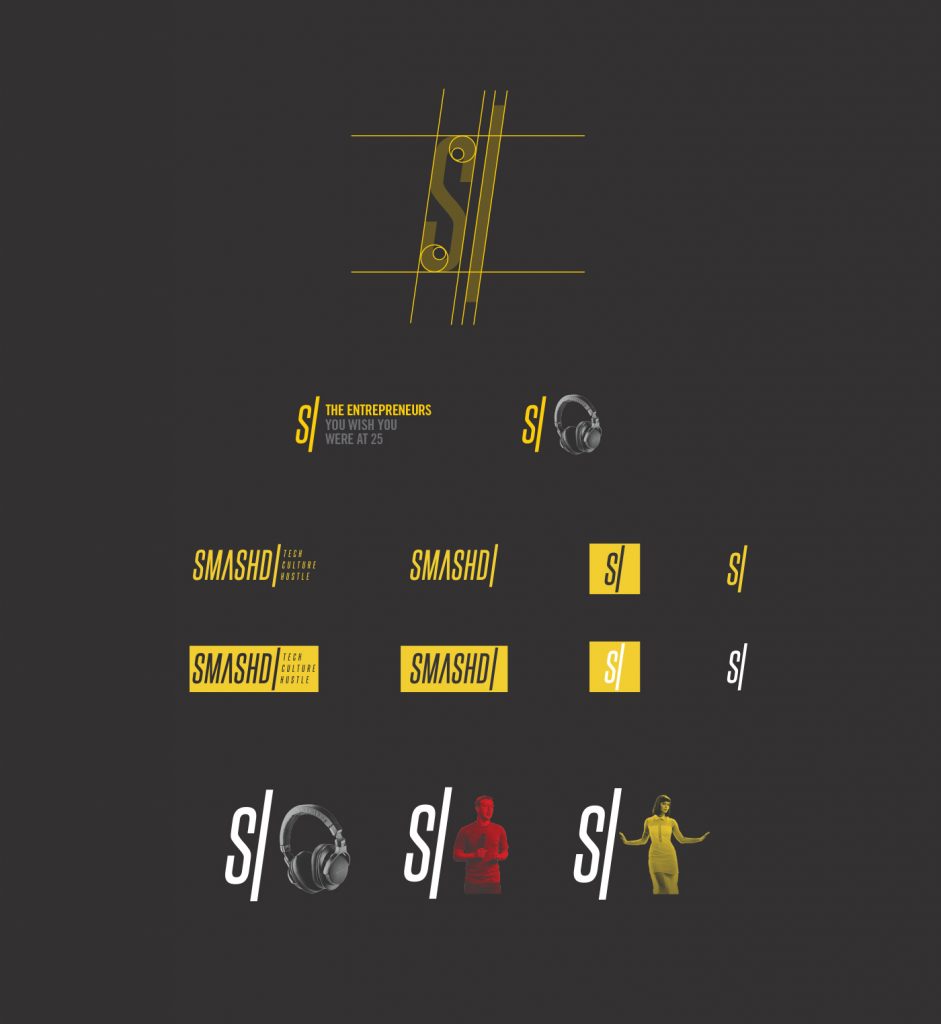 S/
S/ THE ENTREPRENEURS
YOU WISH YOU
WERE AT 25
S/
SMASHD/ TECH
CULTURE
HUSTLE
SMASHD/
S/
S/
SMASHD/ TECH
CULTURE
HUSTLE
SMASHD/
S/
S/
S/
S/
S/